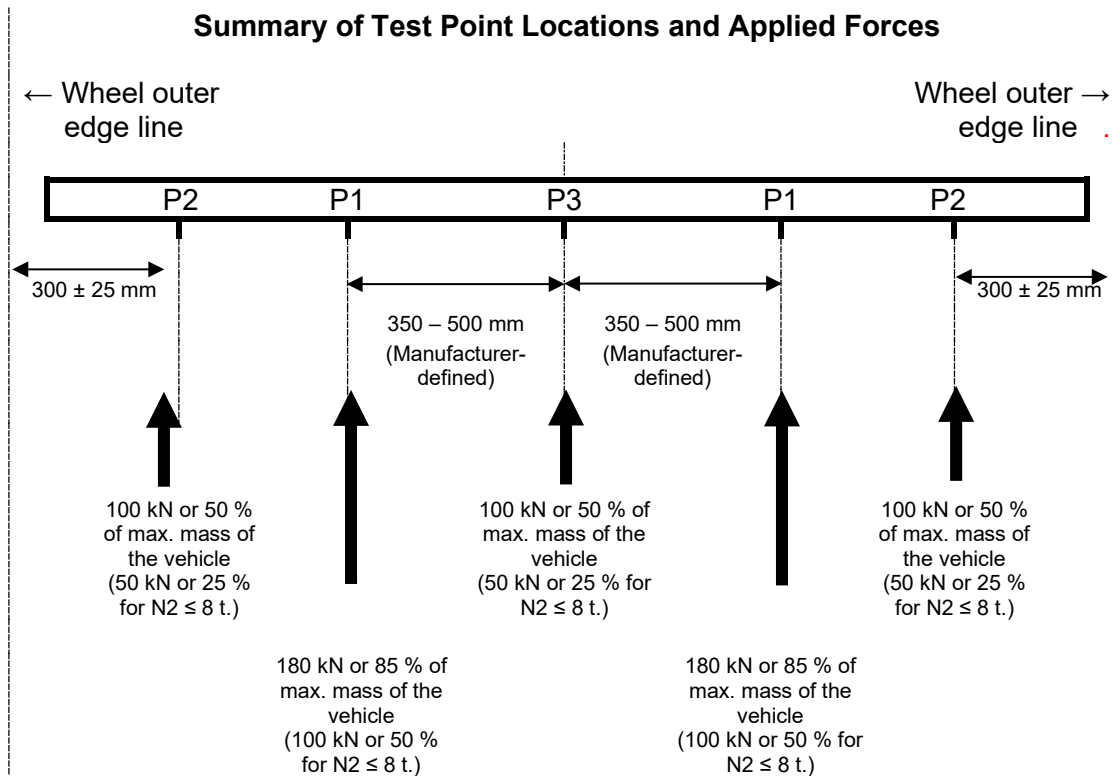 Summary of Test Point Locations and Applied Forces
← Wheel outer
edge line
Wheel outer →
edge line .
P2 P1 P3 P1 P2
300 ± 25 mm
300 ± 25 mm
350 – 500 mm
(Manufacturer-
defined)
350 – 500 mm
(Manufacturer-
defined)
100 kN or 50 %
of max. mass of
the vehicle
(50 kN or 25 %
for N2 ≤ 8 t.)
100 kN or 50 % of
max. mass of the
vehicle
(50 kN or 25 % for
N2 ≤ 8 t.)
100 kN or 50 %
of max. mass of
the vehicle
(50 kN or 25 %
for N2 ≤ 8 t.)
180 kN or 85 % of
max. mass of the
vehicle
(100 kN or 50 %
for N2 ≤ 8 t.)
180 kN or 85 % of
max. mass of the
vehicle
(100 kN or 50 % for
N2 ≤ 8 t.)